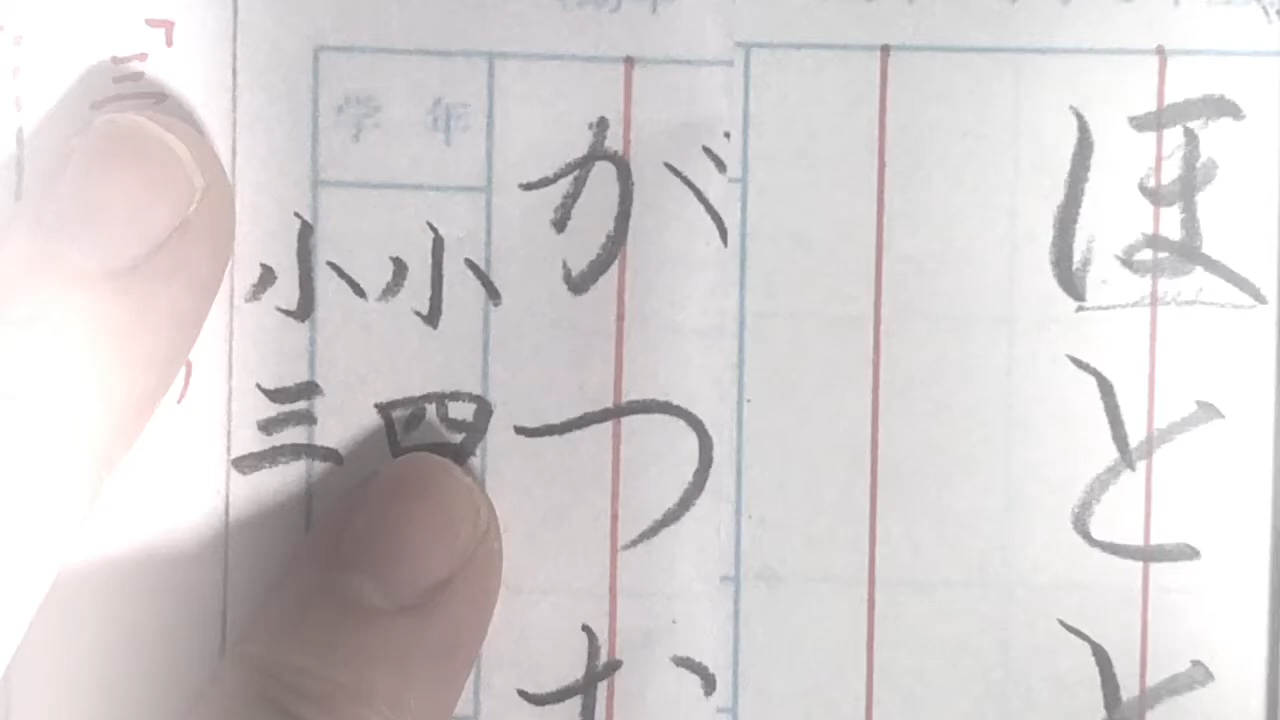 ほと
がつ
学年
小四
小三